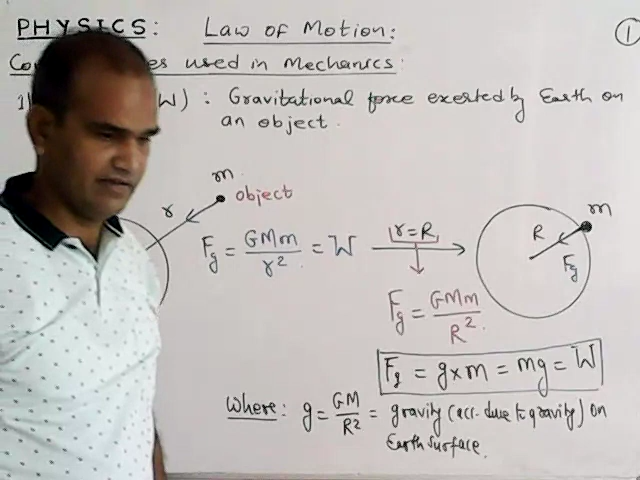 PHYSICS: Law of Motion: 1
used in Mechanics:
1) W) : Gravitational force exerted by Earth on
an object.
m
object
r
Fg = GMm/r² = W
r=R
m
R
Fg
Fg = GMm/R².
Fg = g×m = mg = W
Where: g = GM/R² = gravity (acc. due to gravity) on
Earth surface.